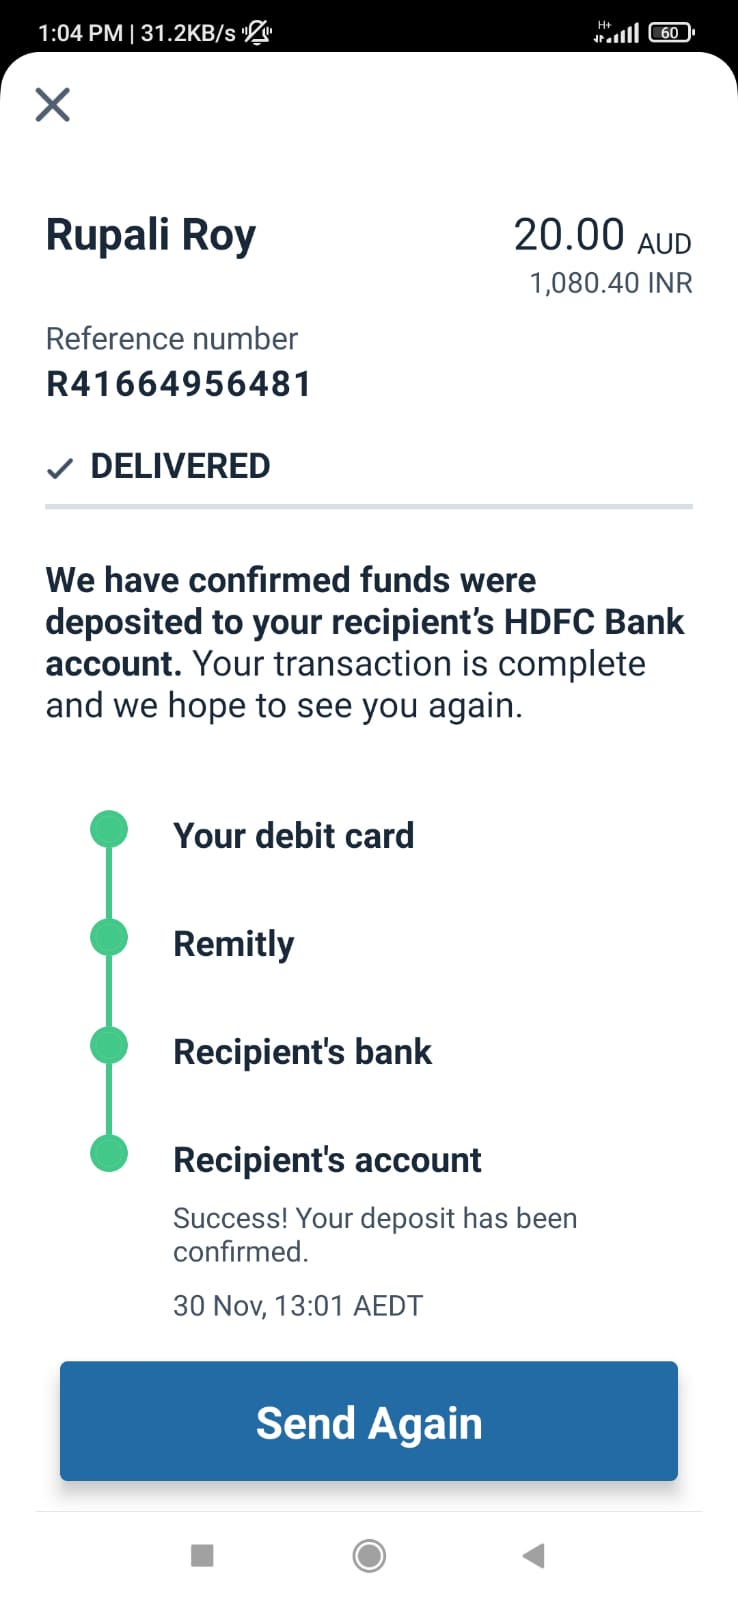 1:04 PM | 31.2KB/s
H+
60
Rupali Roy
20.00 AUD
1,080.40 INR
Reference number
R41664956481
DELIVERED
We have confirmed funds were
deposited to your recipient's HDFC Bank
account. Your transaction is complete
and we hope to see you again.
Your debit card
Remitly
Recipient's bank
Recipient's account
Success! Your deposit has been
confirmed.
30 Nov, 13:01 AEDT
Send Again